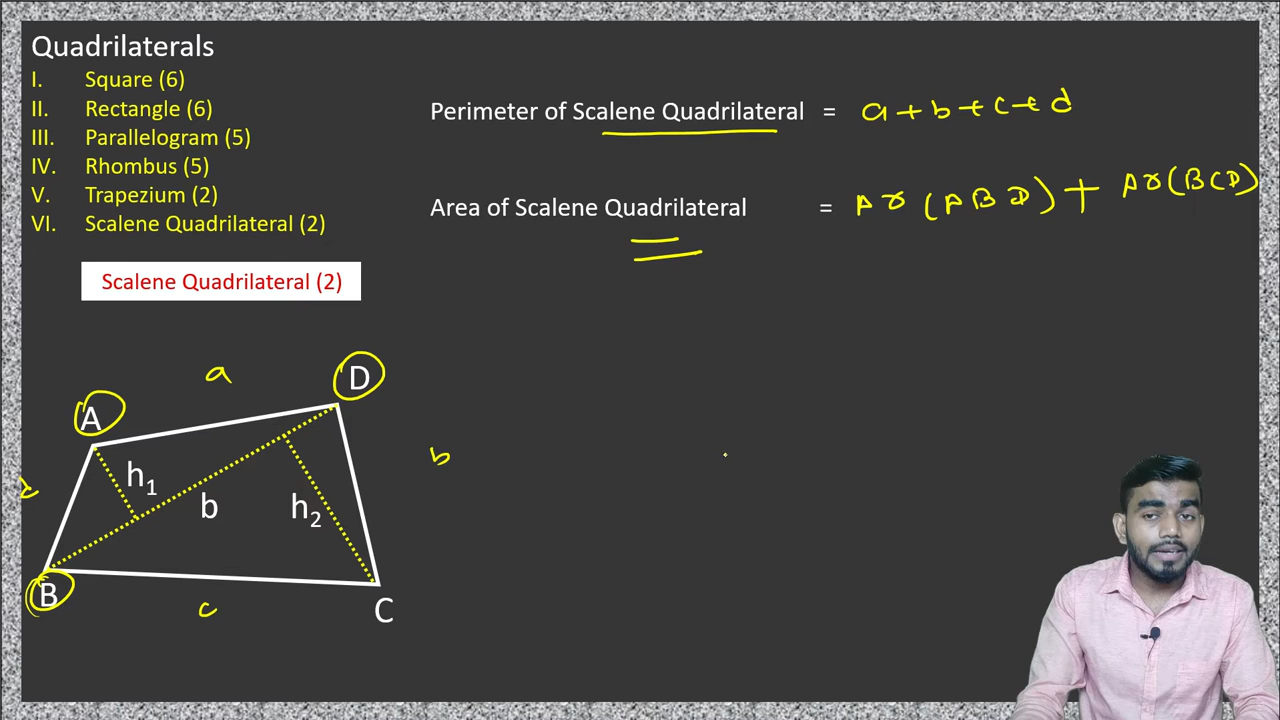 Quadrilaterals
I. Square (6)
II. Rectangle (6)
III. Parallelogram (5)
IV. Rhombus (5)
V. Trapezium (2)
VI. Scalene Quadrilateral (2)
Scalene Quadrilateral (2)
Perimeter of Scalene Quadrilateral = a + b + c + d
Area of Scalene Quadrilateral = Ar (ABD) + Ar (BCD)
a
D
A
b
h₁
d
b
h₂
B
c
C